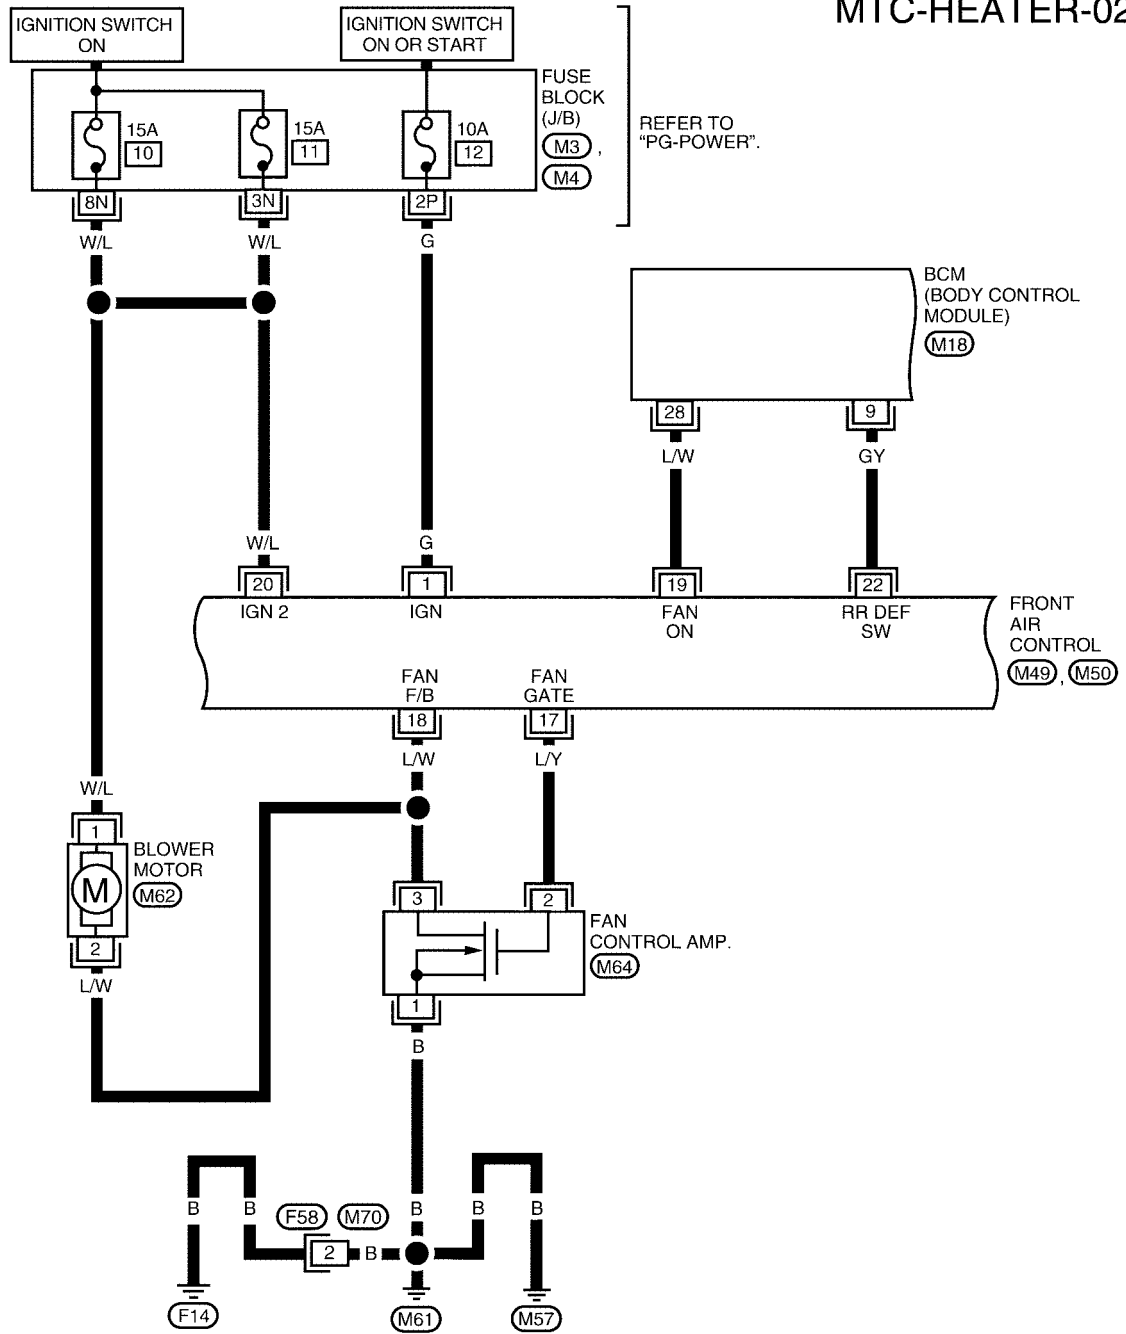 MTC-HEATER-02
IGNITION SWITCH
ON
IGNITION SWITCH
ON OR START
FUSE
BLOCK
(J/B)
M3 ,
M4
REFER TO
"PG-POWER".
15A
10
15A
11
10A
12
8N
3N
2P
W/L
W/L
G
BCM
(BODY CONTROL
MODULE)
M18
28
9
L/W
GY
W/L
G
20
1
19
22
IGN 2
IGN
FAN
ON
RR DEF
SW
FRONT
AIR
CONTROL
M49 , M50
FAN
F/B
FAN
GATE
18
17
L/W
L/Y
W/L
1
BLOWER
MOTOR
M62
M
2
L/W
3
2
FAN
CONTROL AMP.
M64
1
B
B
B
F58
M70
B
B
B
2
B
F14
M61
M57